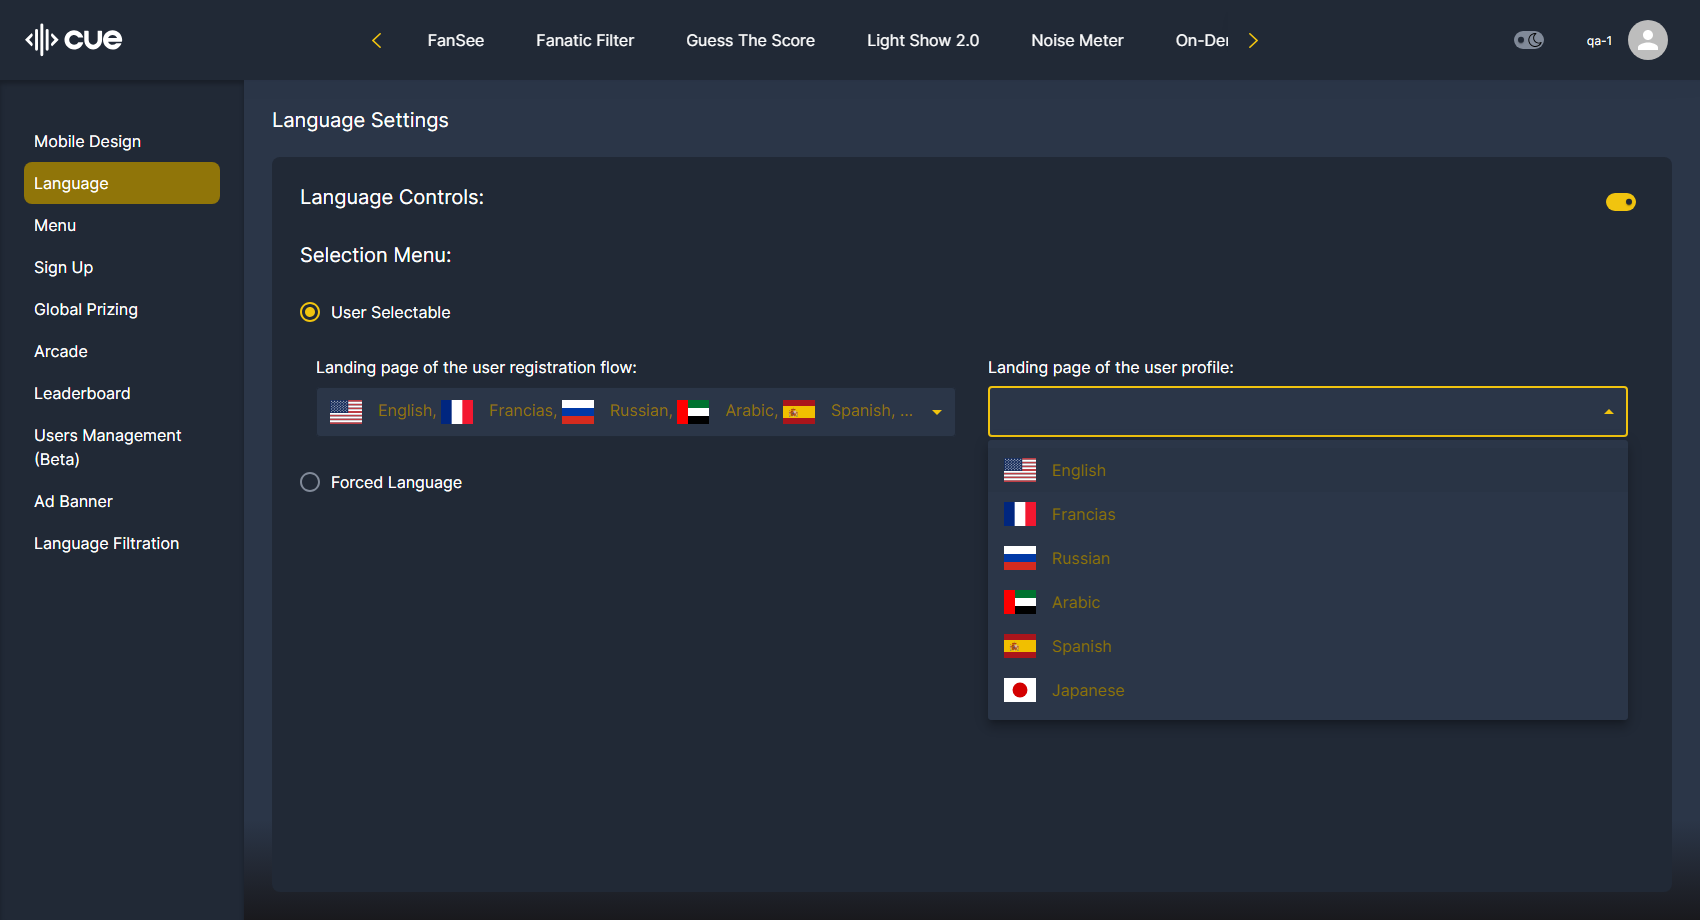 cue
FanSee
Fanatic Filter
Guess The Score
Light Show 2.0
Noise Meter
On-Der
qa-1
Mobile Design
Language
Menu
Sign Up
Global Prizing
Arcade
Leaderboard
Users Management
(Beta)
Ad Banner
Language Filtration
Language Settings
Language Controls:
Selection Menu:
User Selectable
Landing page of the user registration flow:
English, Francias, Russian, Arabic, Spanish, ...
Forced Language
Landing page of the user profile:
English
Francias
Russian
Arabic
Spanish
Japanese